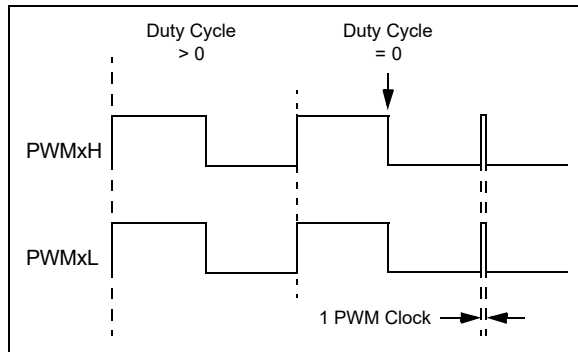 Duty Cycle
> 0
Duty Cycle
= 0
PWMxH
PWMxL
1 PWM Clock